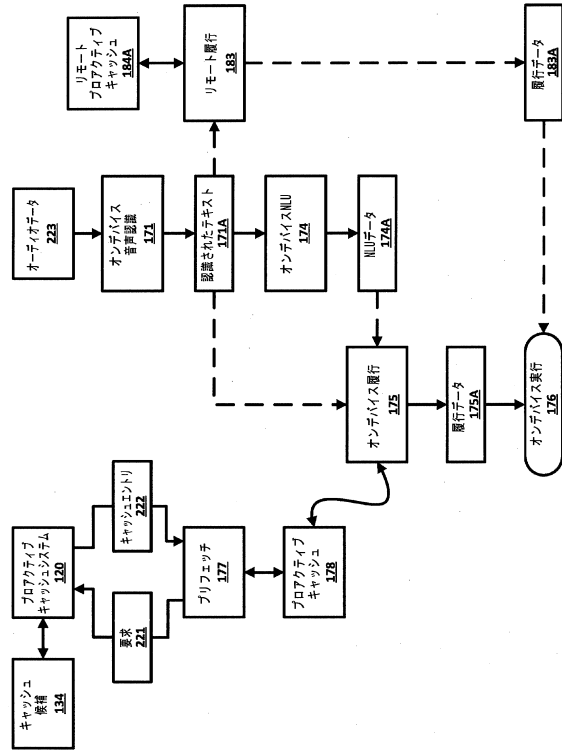 キャッシュ
候補
134
プロアクティブ
キャッシュシステム
120
要求
221
キャッシュエントリ
222
プリフェッチ
177
プロアクティブ
キャッシュ
178
オーディオデータ
223
オンデバイス
音声認識
171
認識されたテキスト
171A
オンデバイスNLU
174
NLUデータ
174A
オンデバイス履行
175
履行データ
175A
オンデバイス実行
176
リモート
プロアクティブ
キャッシュ
184A
リモート履行
183
履行データ
183A